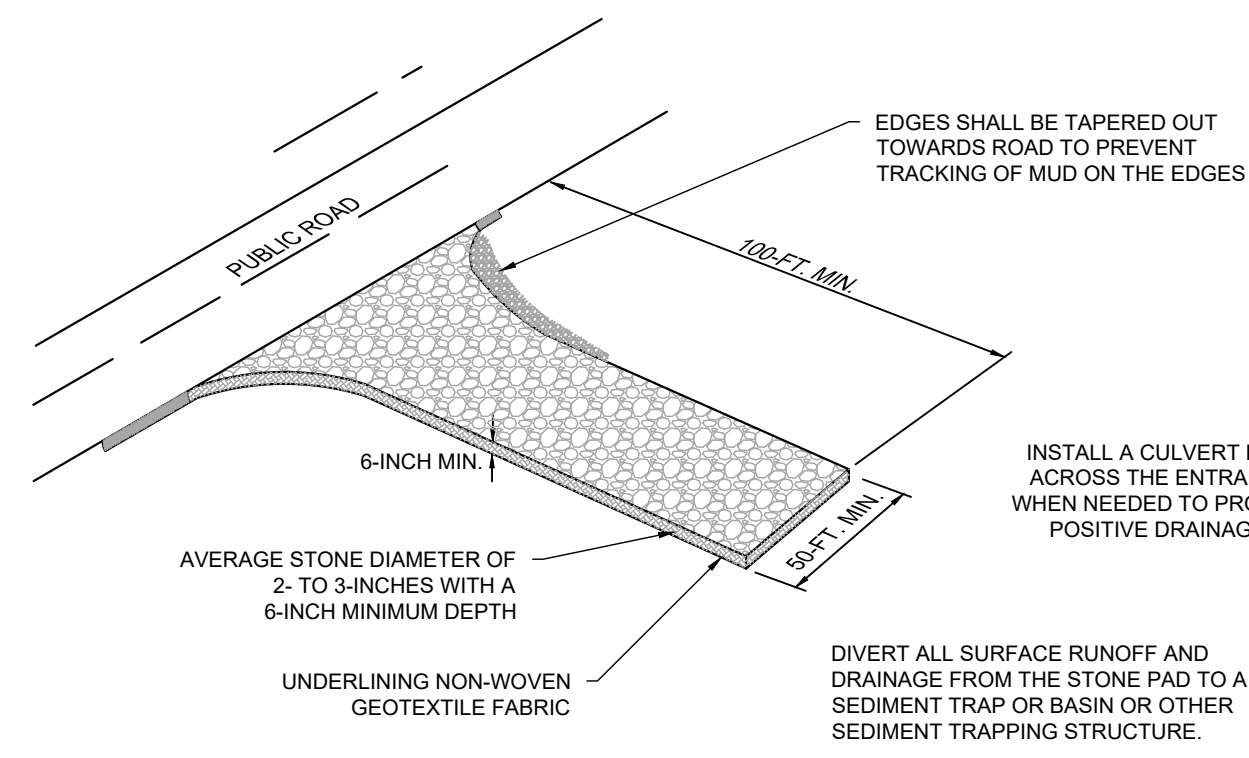 EDGES SHALL BE TAPERED OUT
TOWARDS ROAD TO PREVENT
TRACKING OF MUD ON THE EDGES
PUBLIC ROAD
100-FT. MIN.
6-INCH MIN.
INSTALL A CULVERT
ACROSS THE
WHEN NEEDED TO
POSITIVE
50-FT. MIN.
AVERAGE STONE DIAMETER OF
2- TO 3-INCHES WITH A
6-INCH MINIMUM DEPTH
UNDERLINING NON-WOVEN
GEOTEXTILE FABRIC
DIVERT ALL SURFACE RUNOFF AND
DRAINAGE FROM THE STONE PAD TO A
SEDIMENT TRAP OR BASIN OR OTHER
SEDIMENT TRAPPING STRUCTURE.